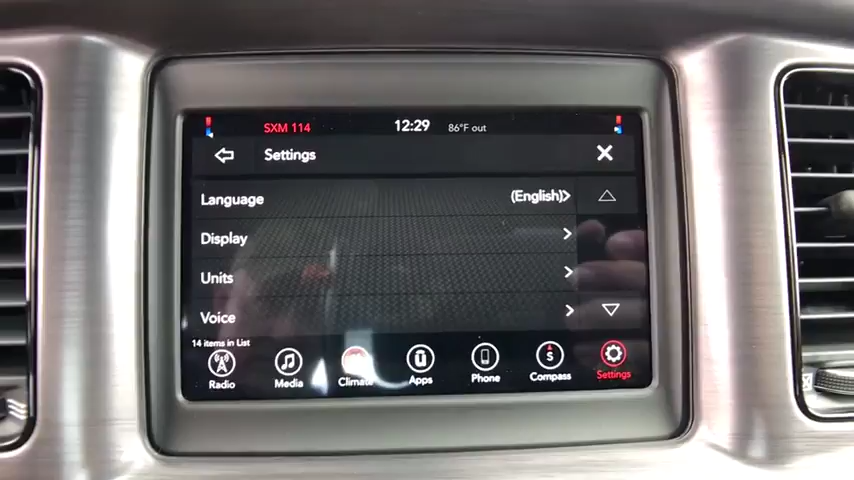 SXM 114 12:29 86°F out
Settings X
Language (English)>
Display >
Units >
Voice >
14 items in List
Radio Media Climate Apps Phone Compass Settings
S